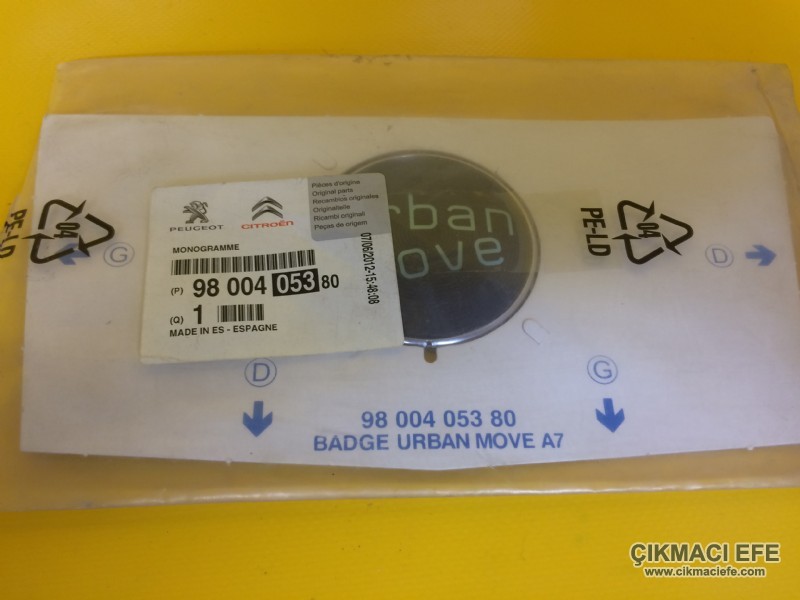 PEUGEOT
CITROËN
Pièces d'origine
Original parts
Recambios originales
Originalteile
Ricambi originali
Peças de origem
MONOGRAMME
(P) 98 004 053 80
(Q) 1
MADE IN ES - ESPAGNE
07/06/2012-15:48:08
urban
move
04
PE-LD
G
04
PE-LD
D
D
G
98 004 053 80
BADGE URBAN MOVE A7
ÇIKMACI EFE
www.cikmaciefe.com